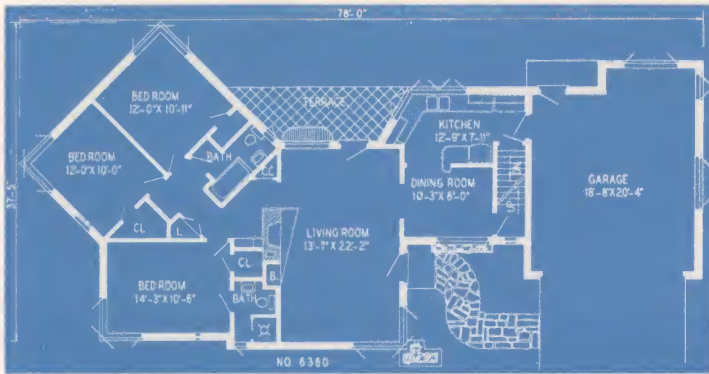 78'-0"
37'-5"
BED ROOM
12'-0" X 10'-11"
TERRACE
KITCHEN
12'-9" X 7'-11"
BED ROOM
12'-0" X 10'-0"
BATH
CL
GARAGE
18'-8" X 20'-4"
DINING ROOM
10'-3" X 8'-0"
LIVING ROOM
13'-7" X 22'-2"
CL
L
CL
B
BED ROOM
14'-3" X 10'-6"
BATH
NO. 6360